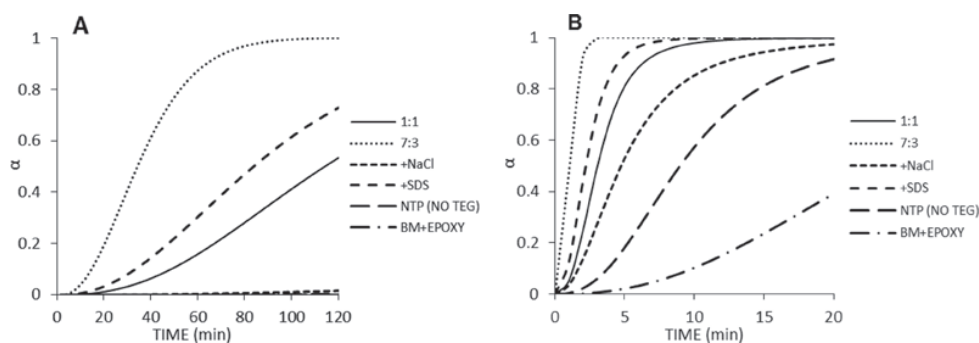 A
1
0.8
0.6
0.4
0.2
0
α
0 20 40 60 80 100 120
TIME (min)
1:1
7:3
+NaCl
+SDS
NTP (NO TEG)
BM+EPOXY
B
1
0.8
0.6
0.4
0.2
0
α
0 5 10 15 20
TIME (min)
1:1
7:3
+NaCl
+SDS
NTP (NO TEG)
BM+EPOXY